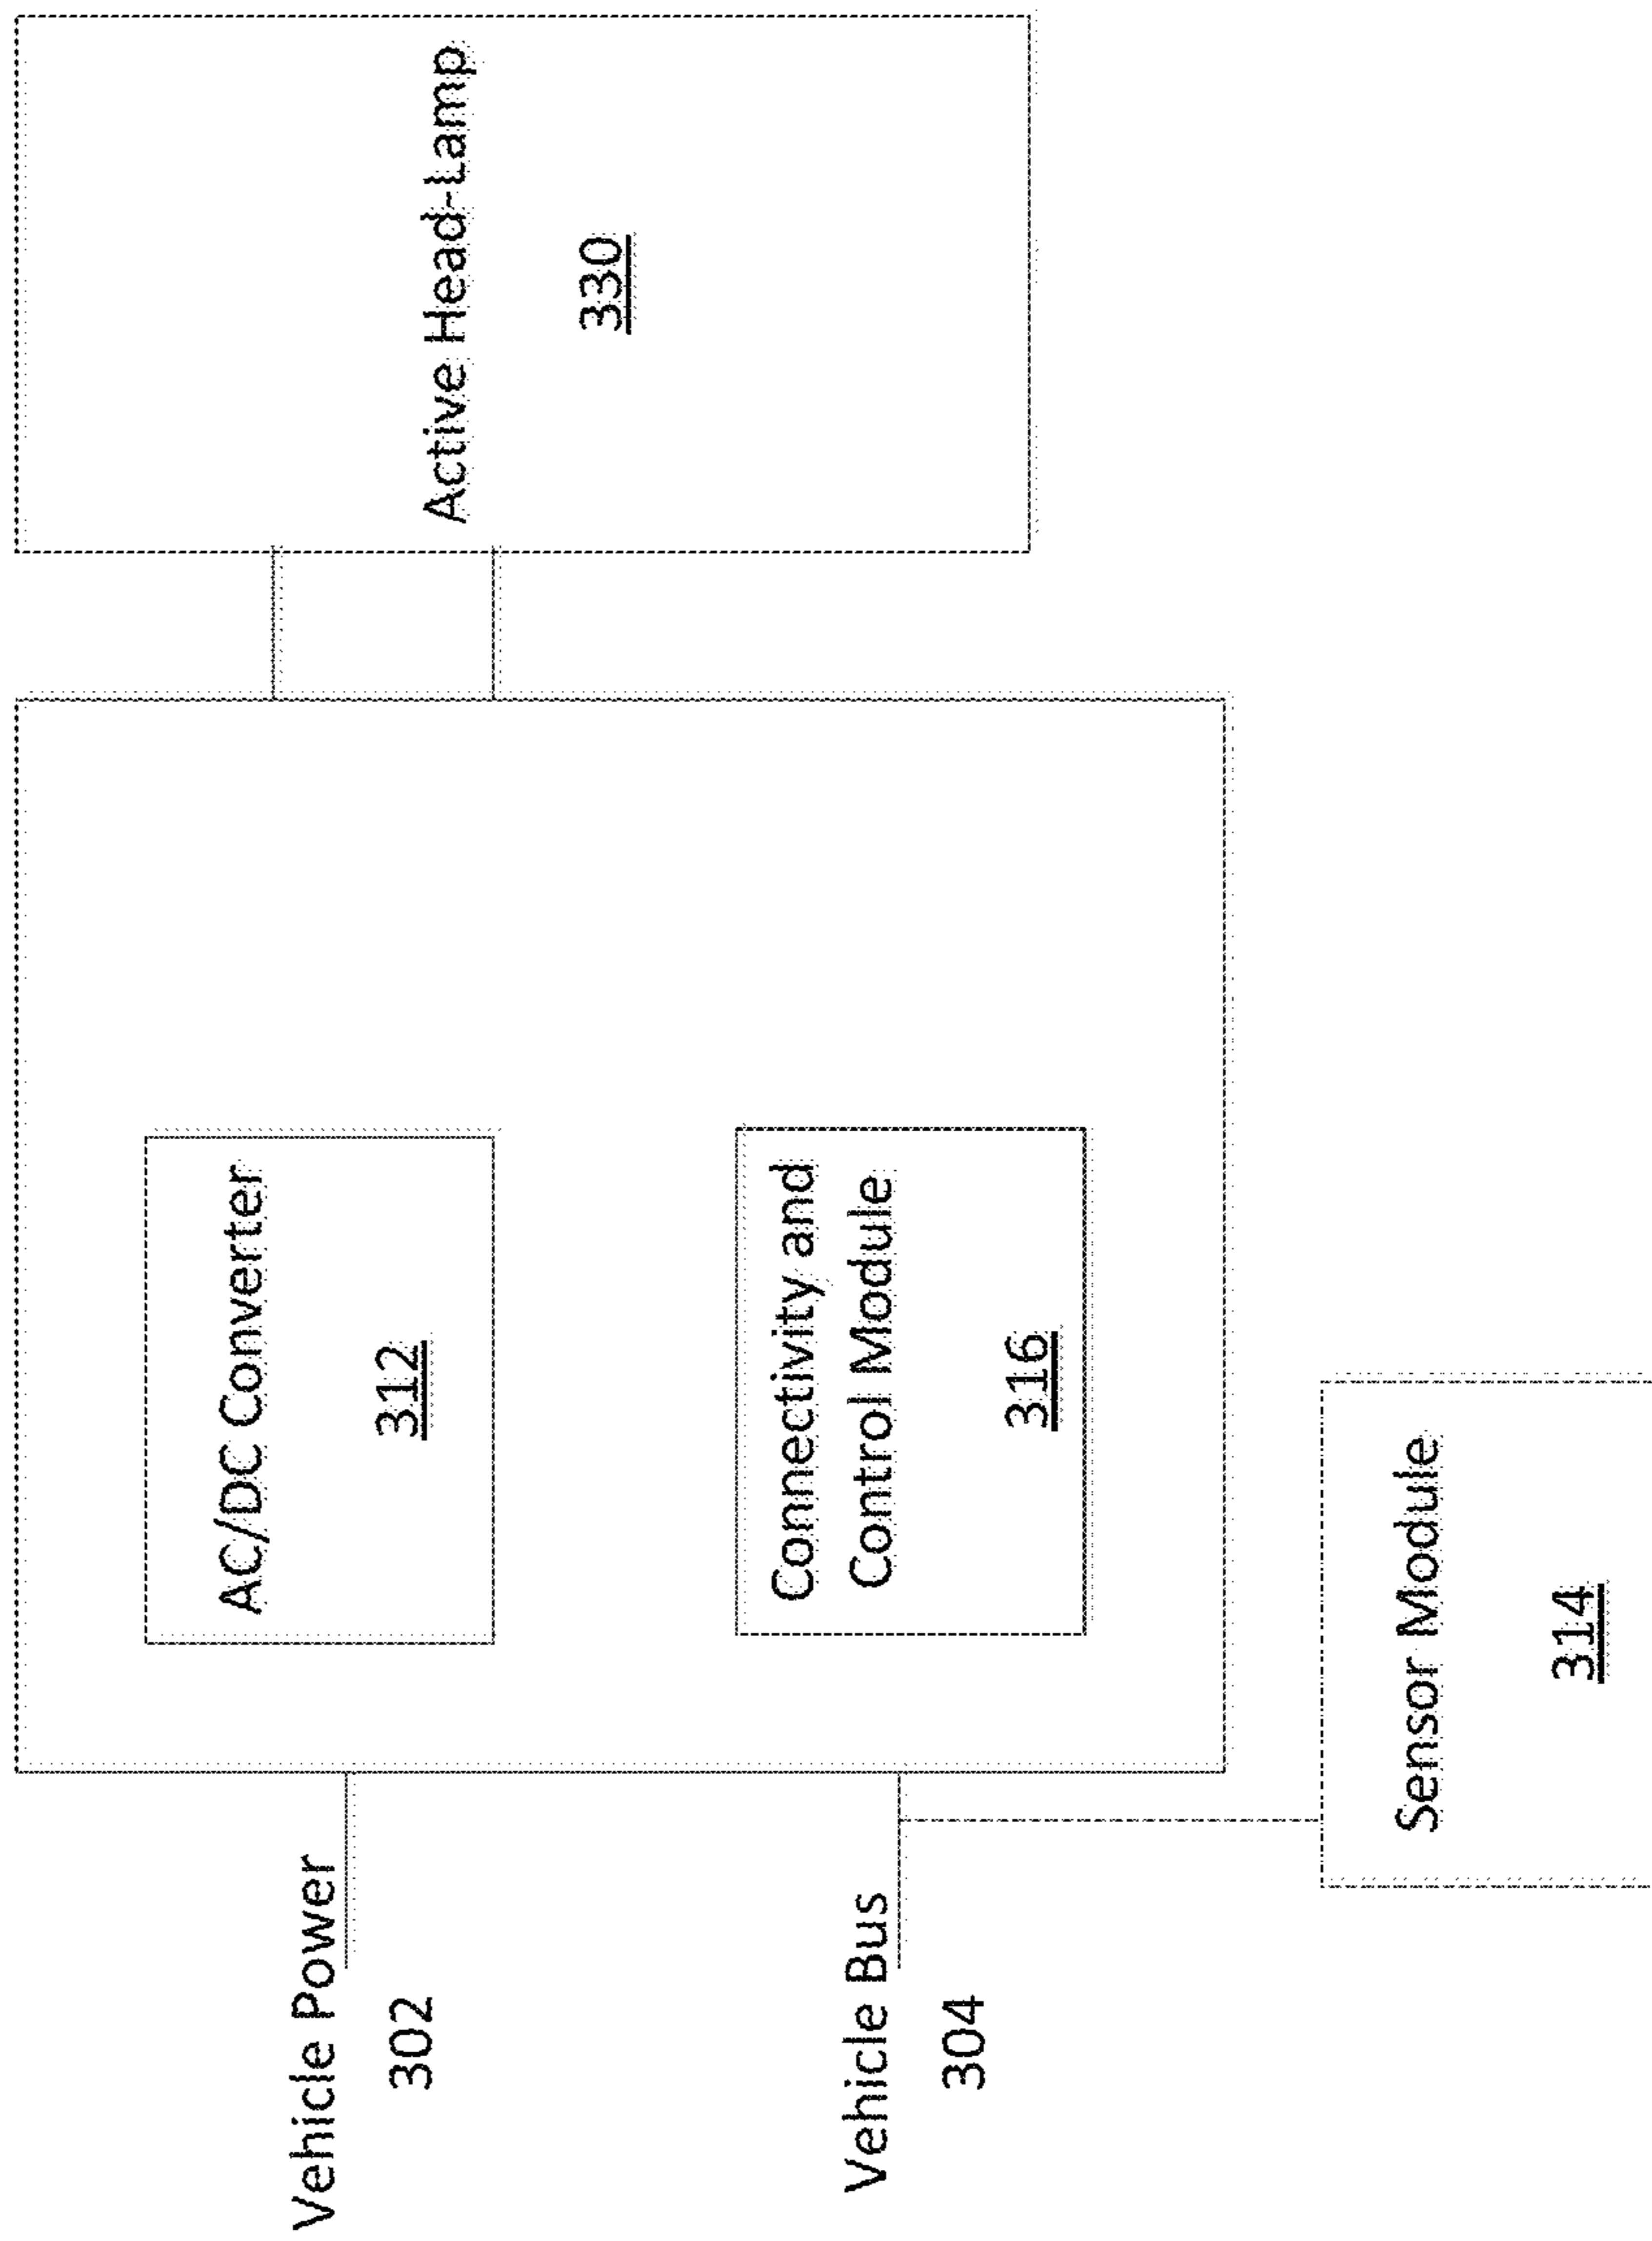 Vehicle Power
302
Vehicle Bus
304
AC/DC Converter
312
Connectivity and
Control Module
316
Sensor Module
314
Active Head-Lamp
330